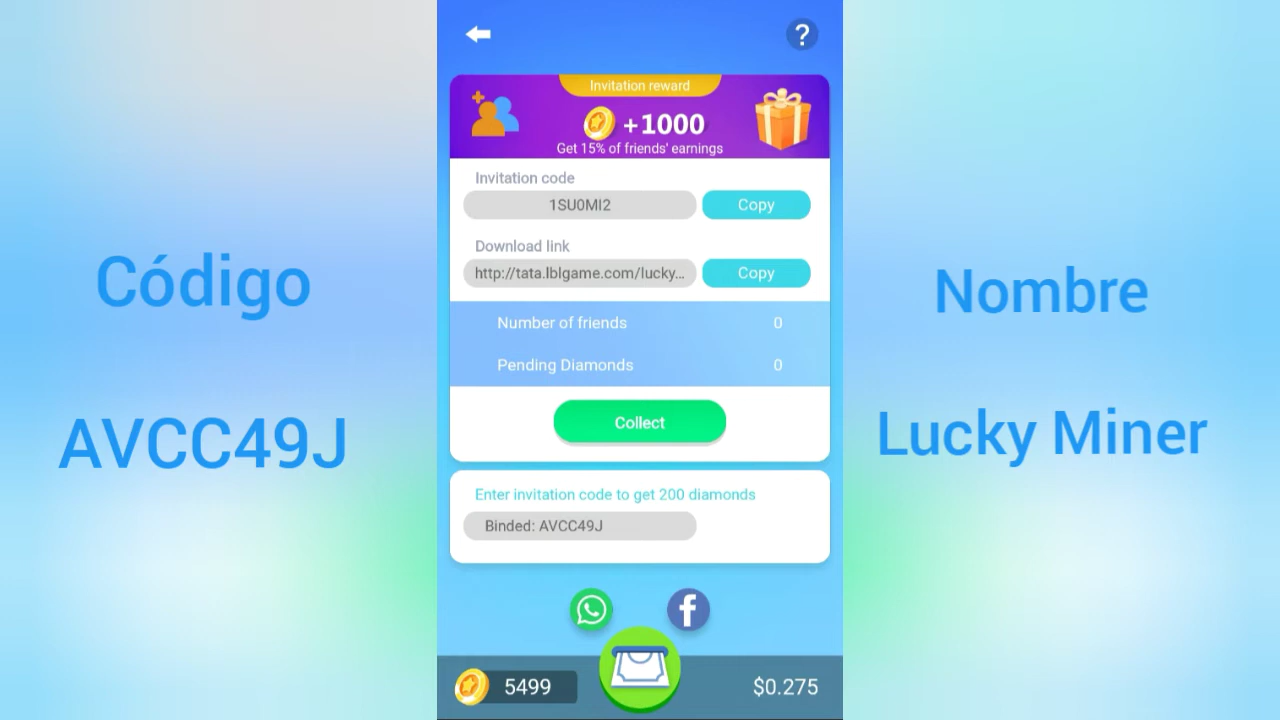 ?
Invitation reward
+1000
Get 15% of friends' earnings
Invitation code
1SU0MI2
Copy
Download link
http://tata.lblgame.com/lucky...
Copy
Number of friends
0
Pending Diamonds
0
Collect
Enter invitation code to get 200 diamonds
Binded: AVCC49J
5499
$0.275
Código
AVCC49J
Nombre
Lucky Miner